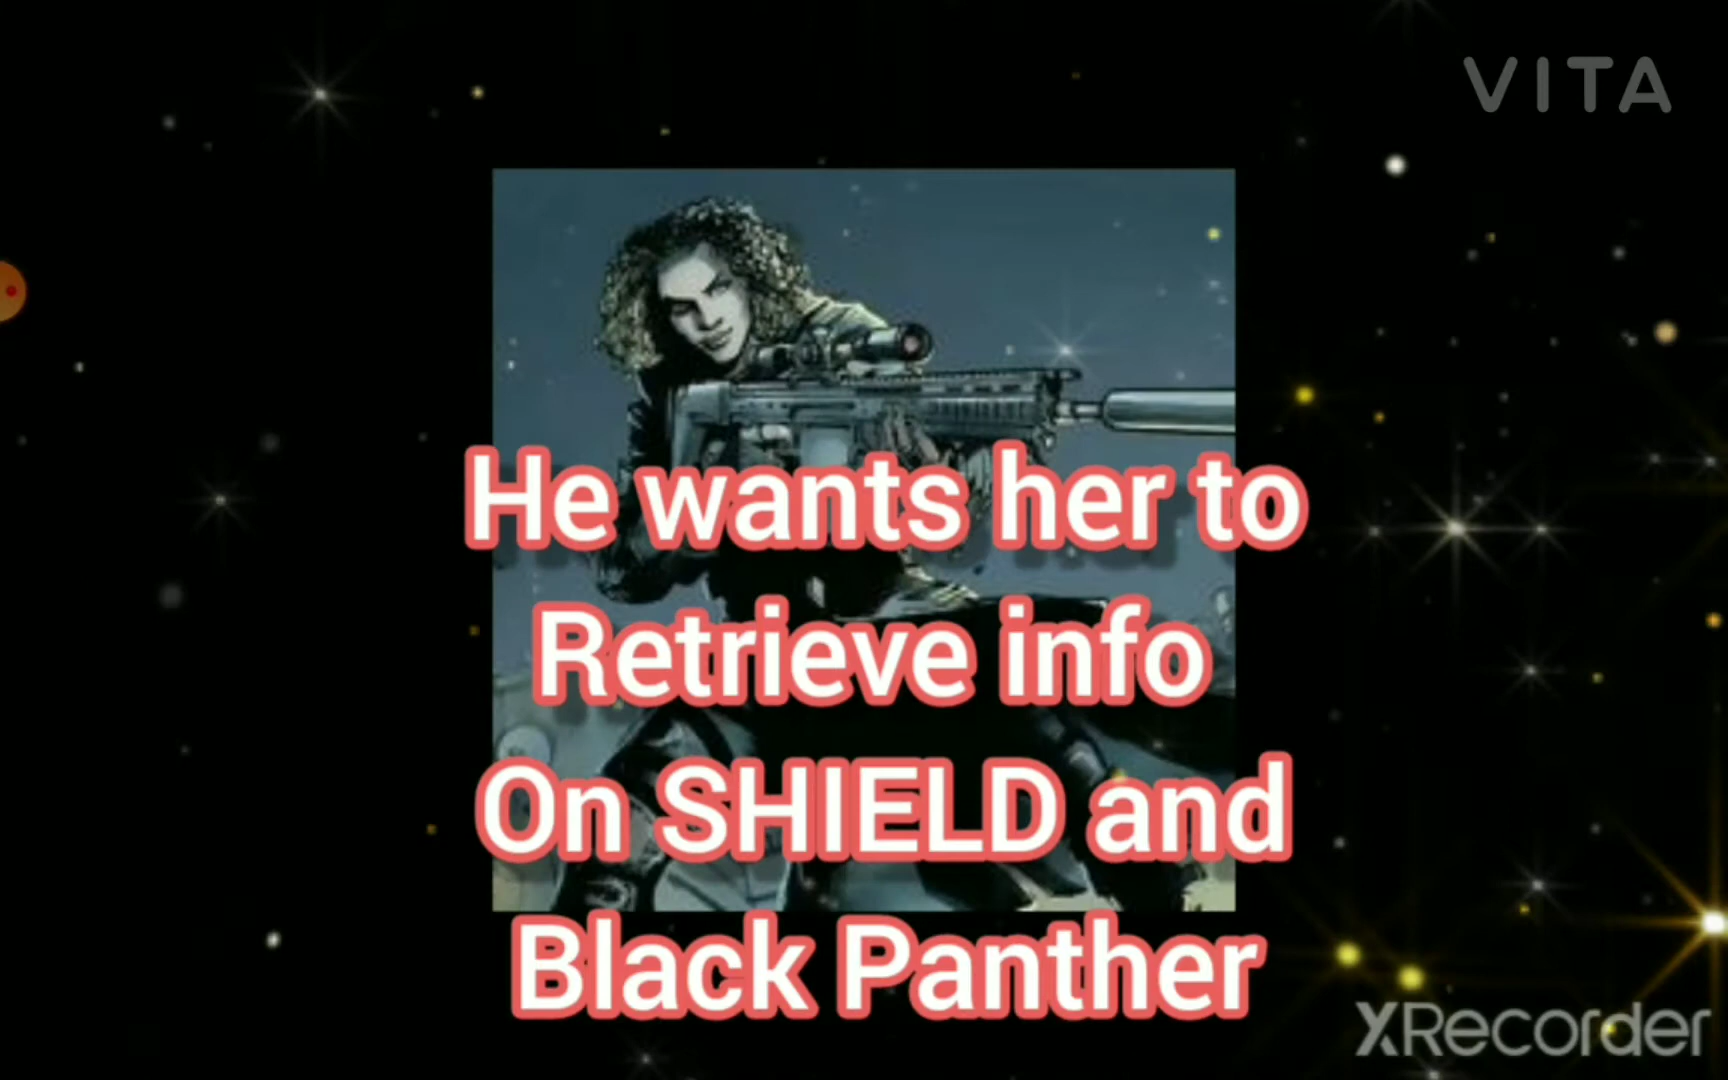 VITA
He wants her to
Retrieve info
On SHIELD and
Black Panther
XRecorder